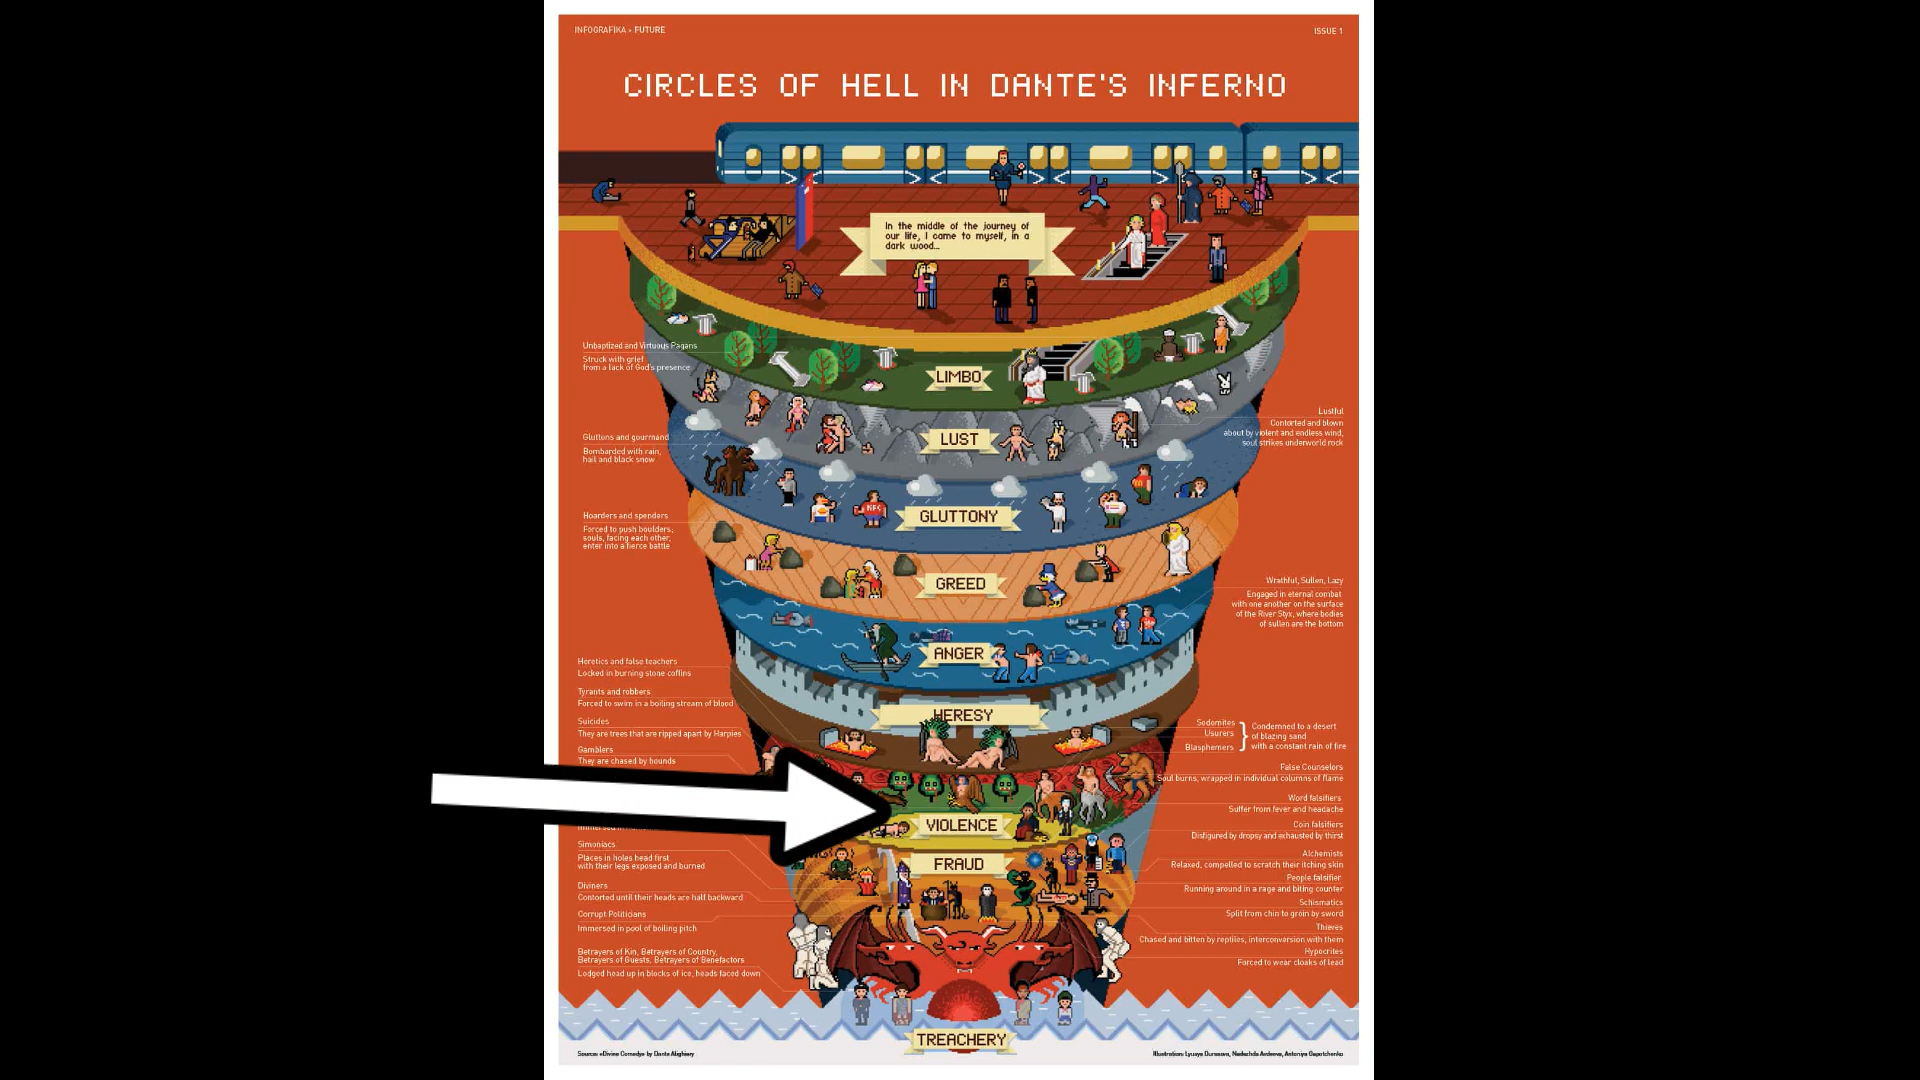 INFOGRAFIKA • FUTURE
ISSUE 1
CIRCLES OF HELL IN DANTE'S INFERNO
In the middle of the journey of
our life, I came to myself, in a
dark wood...
Unbaptized and Virtuous Pagans
Struck with grief
from a lack of God's presence
LIMBO
Lustful
Contorted and blown
about by violent and endless wind,
soul strikes underworld rock
LUST
Gluttons and gourmand
Bombarded with rain,
hail and black snow
GLUTTONY
Hoarders and spenders
Forced to push boulders;
souls, facing each other,
enter into a fierce battle
GREED
Wrathful, Sullen, Lazy
Engaged in eternal combat
with one another on the surface
of the River Styx, where bodies
of sullen are the bottom
ANGER
Heretics and false teachers
Locked in burning stone coffins
HERESY
Tyrants and robbers
Forced to swim in a boiling stream of blood
Suicides
They are trees that are ripped apart by Harpies
Gamblers
They are chased by hounds
Sodomites
Usurers
Blasphemers
Condemned to a desert
of blazing sand
with a constant rain of fire
VIOLENCE
FRAUD
Simoniacs
Places in holes head first
with their legs exposed and burned
Diviners
Contorted until their heads are half backward
Corrupt Politicians
Immersed in pool of boiling pitch
Betrayers of Kin, Betrayers of Country,
Betrayers of Guests, Betrayers of Benefactors
Lodged head up in blocks of ice, heads faced down
False Counselors
Soul burns, wrapped in individual columns of flame
Word falsifiers
Suffer from fever and headache
Coin falsifiers
Disfigured by dropsy and exhausted by thirst
Alchemists
Relaxed, compelled to scratch their itching skin
People falsifier
Running around in a rage and biting counter
Schismatics
Split from chin to groin by sword
Thieves
Chased and bitten by reptiles, interconversion with them
Hypocrites
Forced to wear cloaks of lead
TREACHERY
Source: «Divine Comedy» by Dante Alighiery